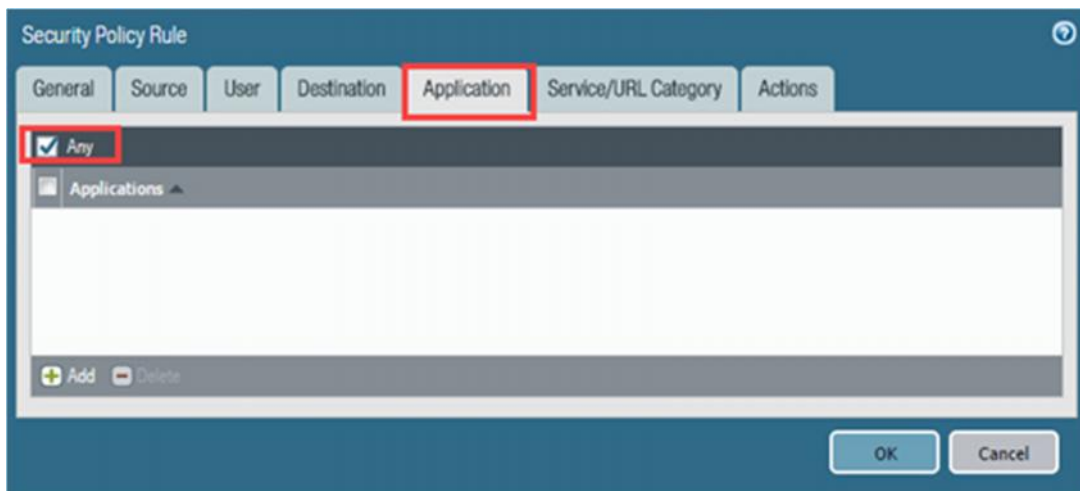 Security Policy Rule
General Source User Destination Application Service/URL Category Actions
Any
Applications
Add Delete
OK Cancel